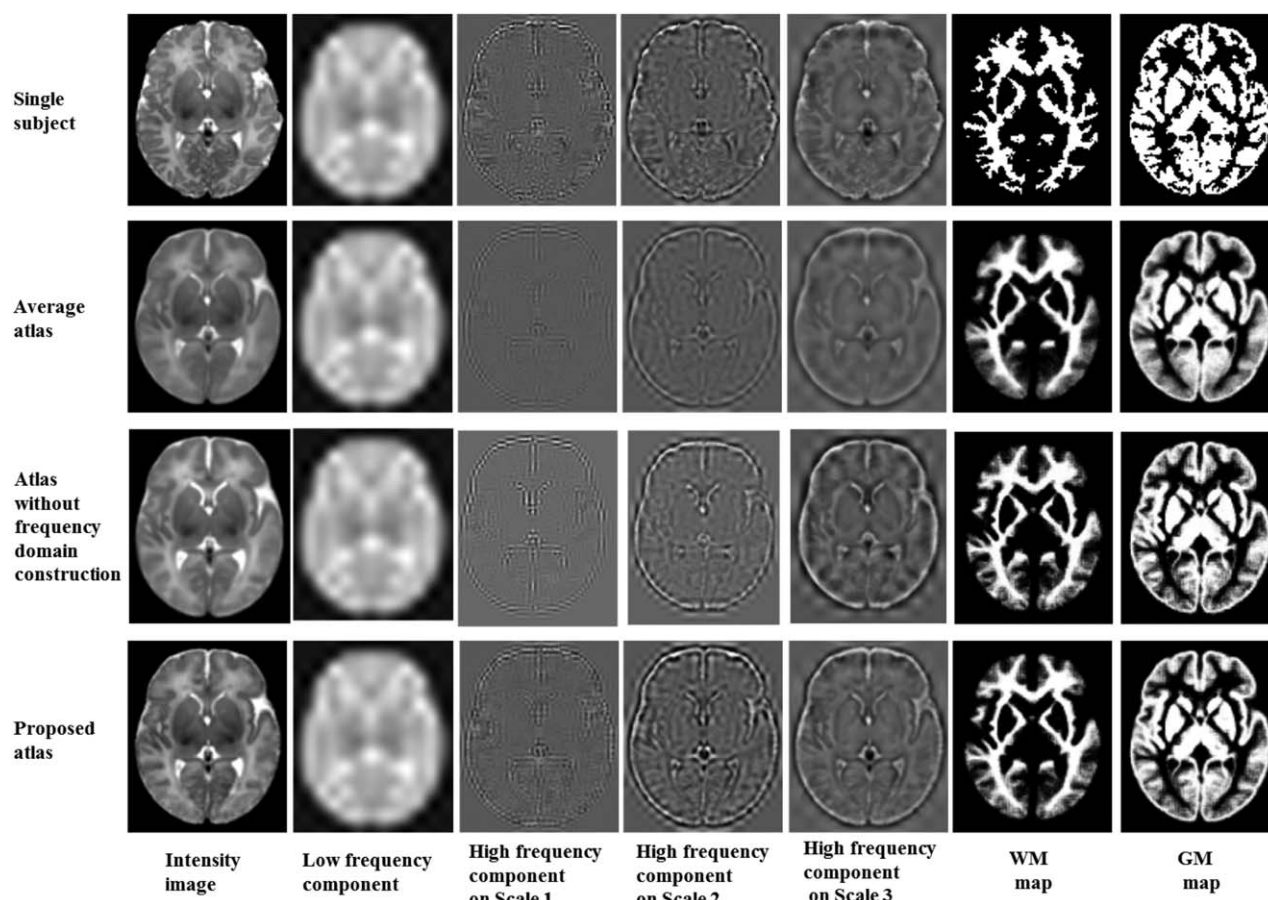 Single
subject
Average
atlas
Atlas
without
frequency
domain
construction
Proposed
atlas
Intensity
image
Low frequency
component
High frequency
component
on Scale 1
High frequency
component
on Scale 2
High frequency
component
on Scale 3
WM
map
GM
map